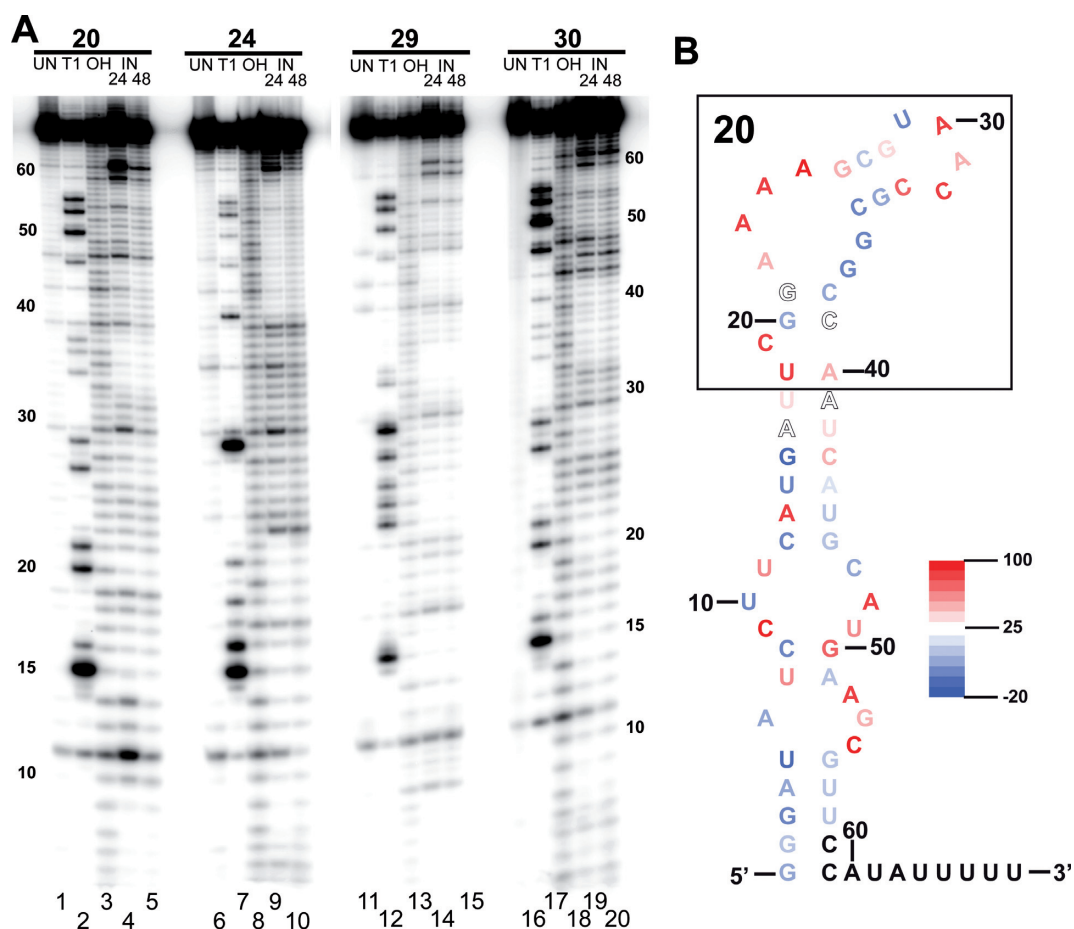 A
20 24 29 30
UN T1 OH IN UN T1 OH IN UN T1 OH IN UN T1 OH IN
24 48 24 48 24 48 24 48
60
50
40
30
20
15
10
60
50
40
30
20
15
10
1 3 5 7 9 11 13 15 17 19
2 4 6 8 10 12 14 16 18 20
B
20
U A 30
A A G C G A
A C G C C
A G
A G
G C
20 G C
C
U A 40
U A
A U
G C
U A
A U
C G
U C
10 U A
C U
C G 50
U A
A
A G
C
U G
A U
G U
G C 60
5' G C A U A U U U U U 3'
100
25
-20